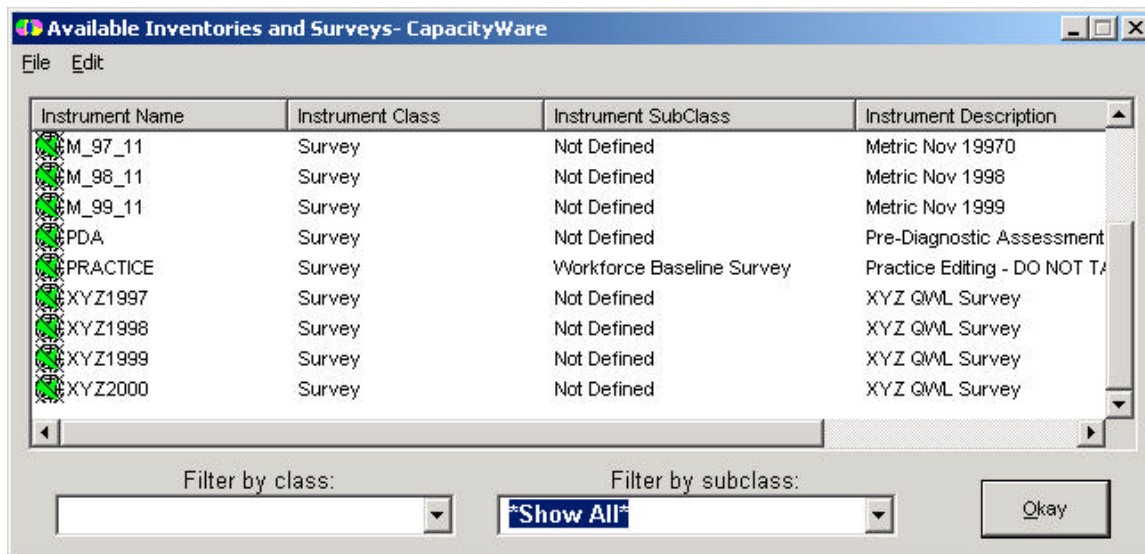 Available Inventories and Surveys- CapacityWare
File Edit
Instrument Name Instrument Class Instrument SubClass Instrument Description
M_97_11 Survey Not Defined Metric Nov 19970
M_98_11 Survey Not Defined Metric Nov 1998
M_99_11 Survey Not Defined Metric Nov 1999
PDA Survey Not Defined Pre-Diagnostic Assessment
PRACTICE Survey Workforce Baseline Survey Practice Editing - DO NOT TA
XYZ1997 Survey Not Defined XYZ QWL Survey
XYZ1998 Survey Not Defined XYZ QWL Survey
XYZ1999 Survey Not Defined XYZ QWL Survey
XYZ2000 Survey Not Defined XYZ QWL Survey
Filter by class: Filter by subclass:
*Show All* Okay